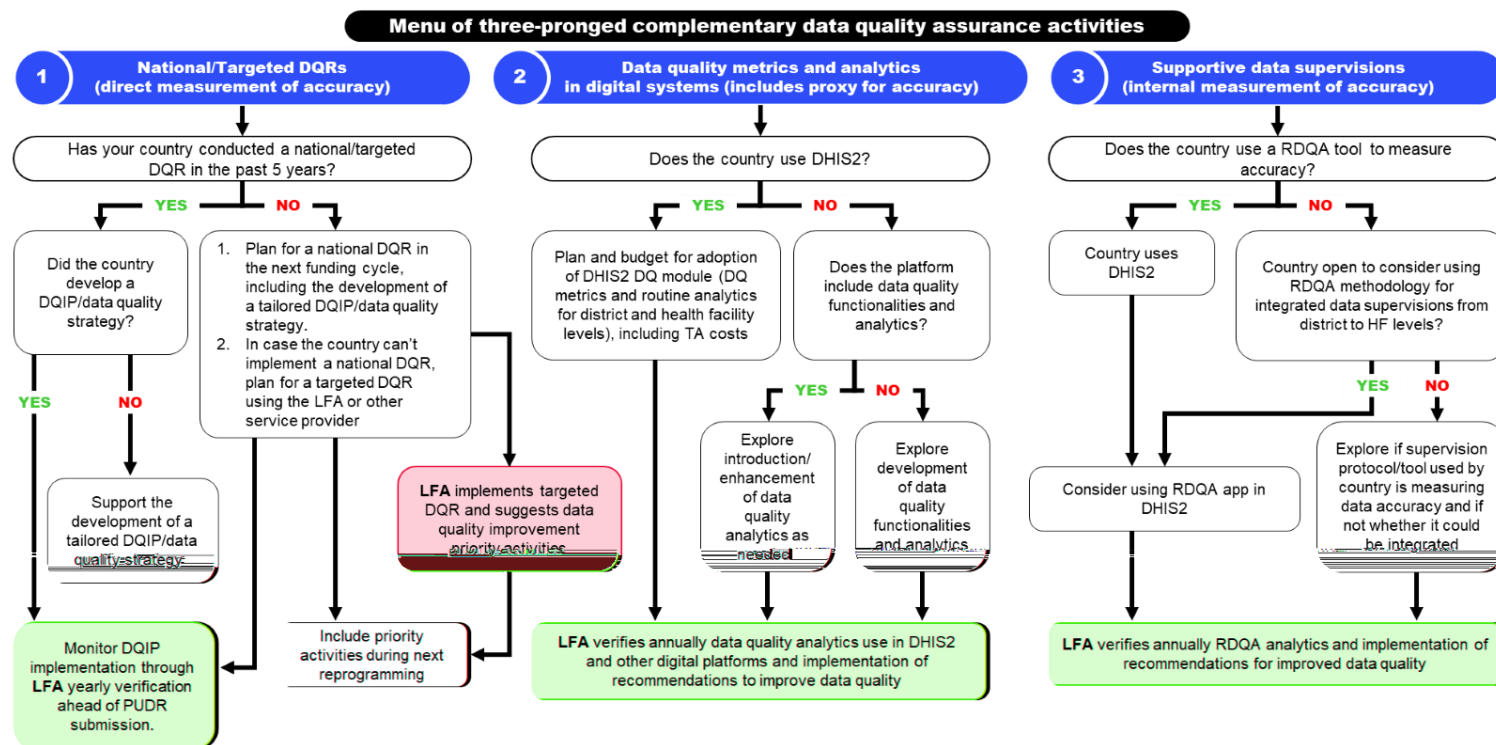 Menu of three-pronged complementary data quality assurance activities
1
National/Targeted DQRs
(direct measurement of accuracy)
Has your country conducted a national/targeted
DQR in the past 5 years?
YES
NO
Did the country
develop a
DQIP/data quality
strategy?
1. Plan for a national DQR in
the next funding cycle,
including the development of
a tailored DQIP/data quality
strategy.
2. In case the country can't
implement a national DQR,
plan for a targeted DQR
using the LFA or other
service provider
YES
NO
Support the
development of a
tailored DQIP/data
quality strategy
LFA implements targeted
DQR and suggests data
quality improvement
priority activities
Monitor DQIP
implementation through
LFA yearly verification
ahead of PUDR
submission.
Include priority
activities during next
reprogramming
2
Data quality metrics and analytics
in digital systems (includes proxy for accuracy)
Does the country use DHIS2?
YES
NO
Plan and budget for adoption
of DHIS2 DQ module (DQ
metrics and routine analytics
for district and health facility
levels), including TA costs
Does the platform
include data quality
functionalities and
analytics?
YES
NO
Explore
introduction/
enhancement of
data quality
analytics as
needed
Explore
development
of data
quality
functionalities
and analytics
LFA verifies annually data quality analytics use in DHIS2
and other digital platforms and implementation of
recommendations to improve data quality
3
Supportive data supervisions
(internal measurement of accuracy)
Does the country use a RDQA tool to measure
accuracy?
YES
NO
Country uses
DHIS2
Country open to consider using
RDQA methodology for
integrated data supervisions from
district to HF levels?
YES
NO
Consider using RDQA app in
DHIS2
Explore if supervision
protocol/tool used by
country is measuring
data accuracy and if
not whether it could
be integrated
LFA verifies annually RDQA analytics and implementation of
recommendations for improved data quality